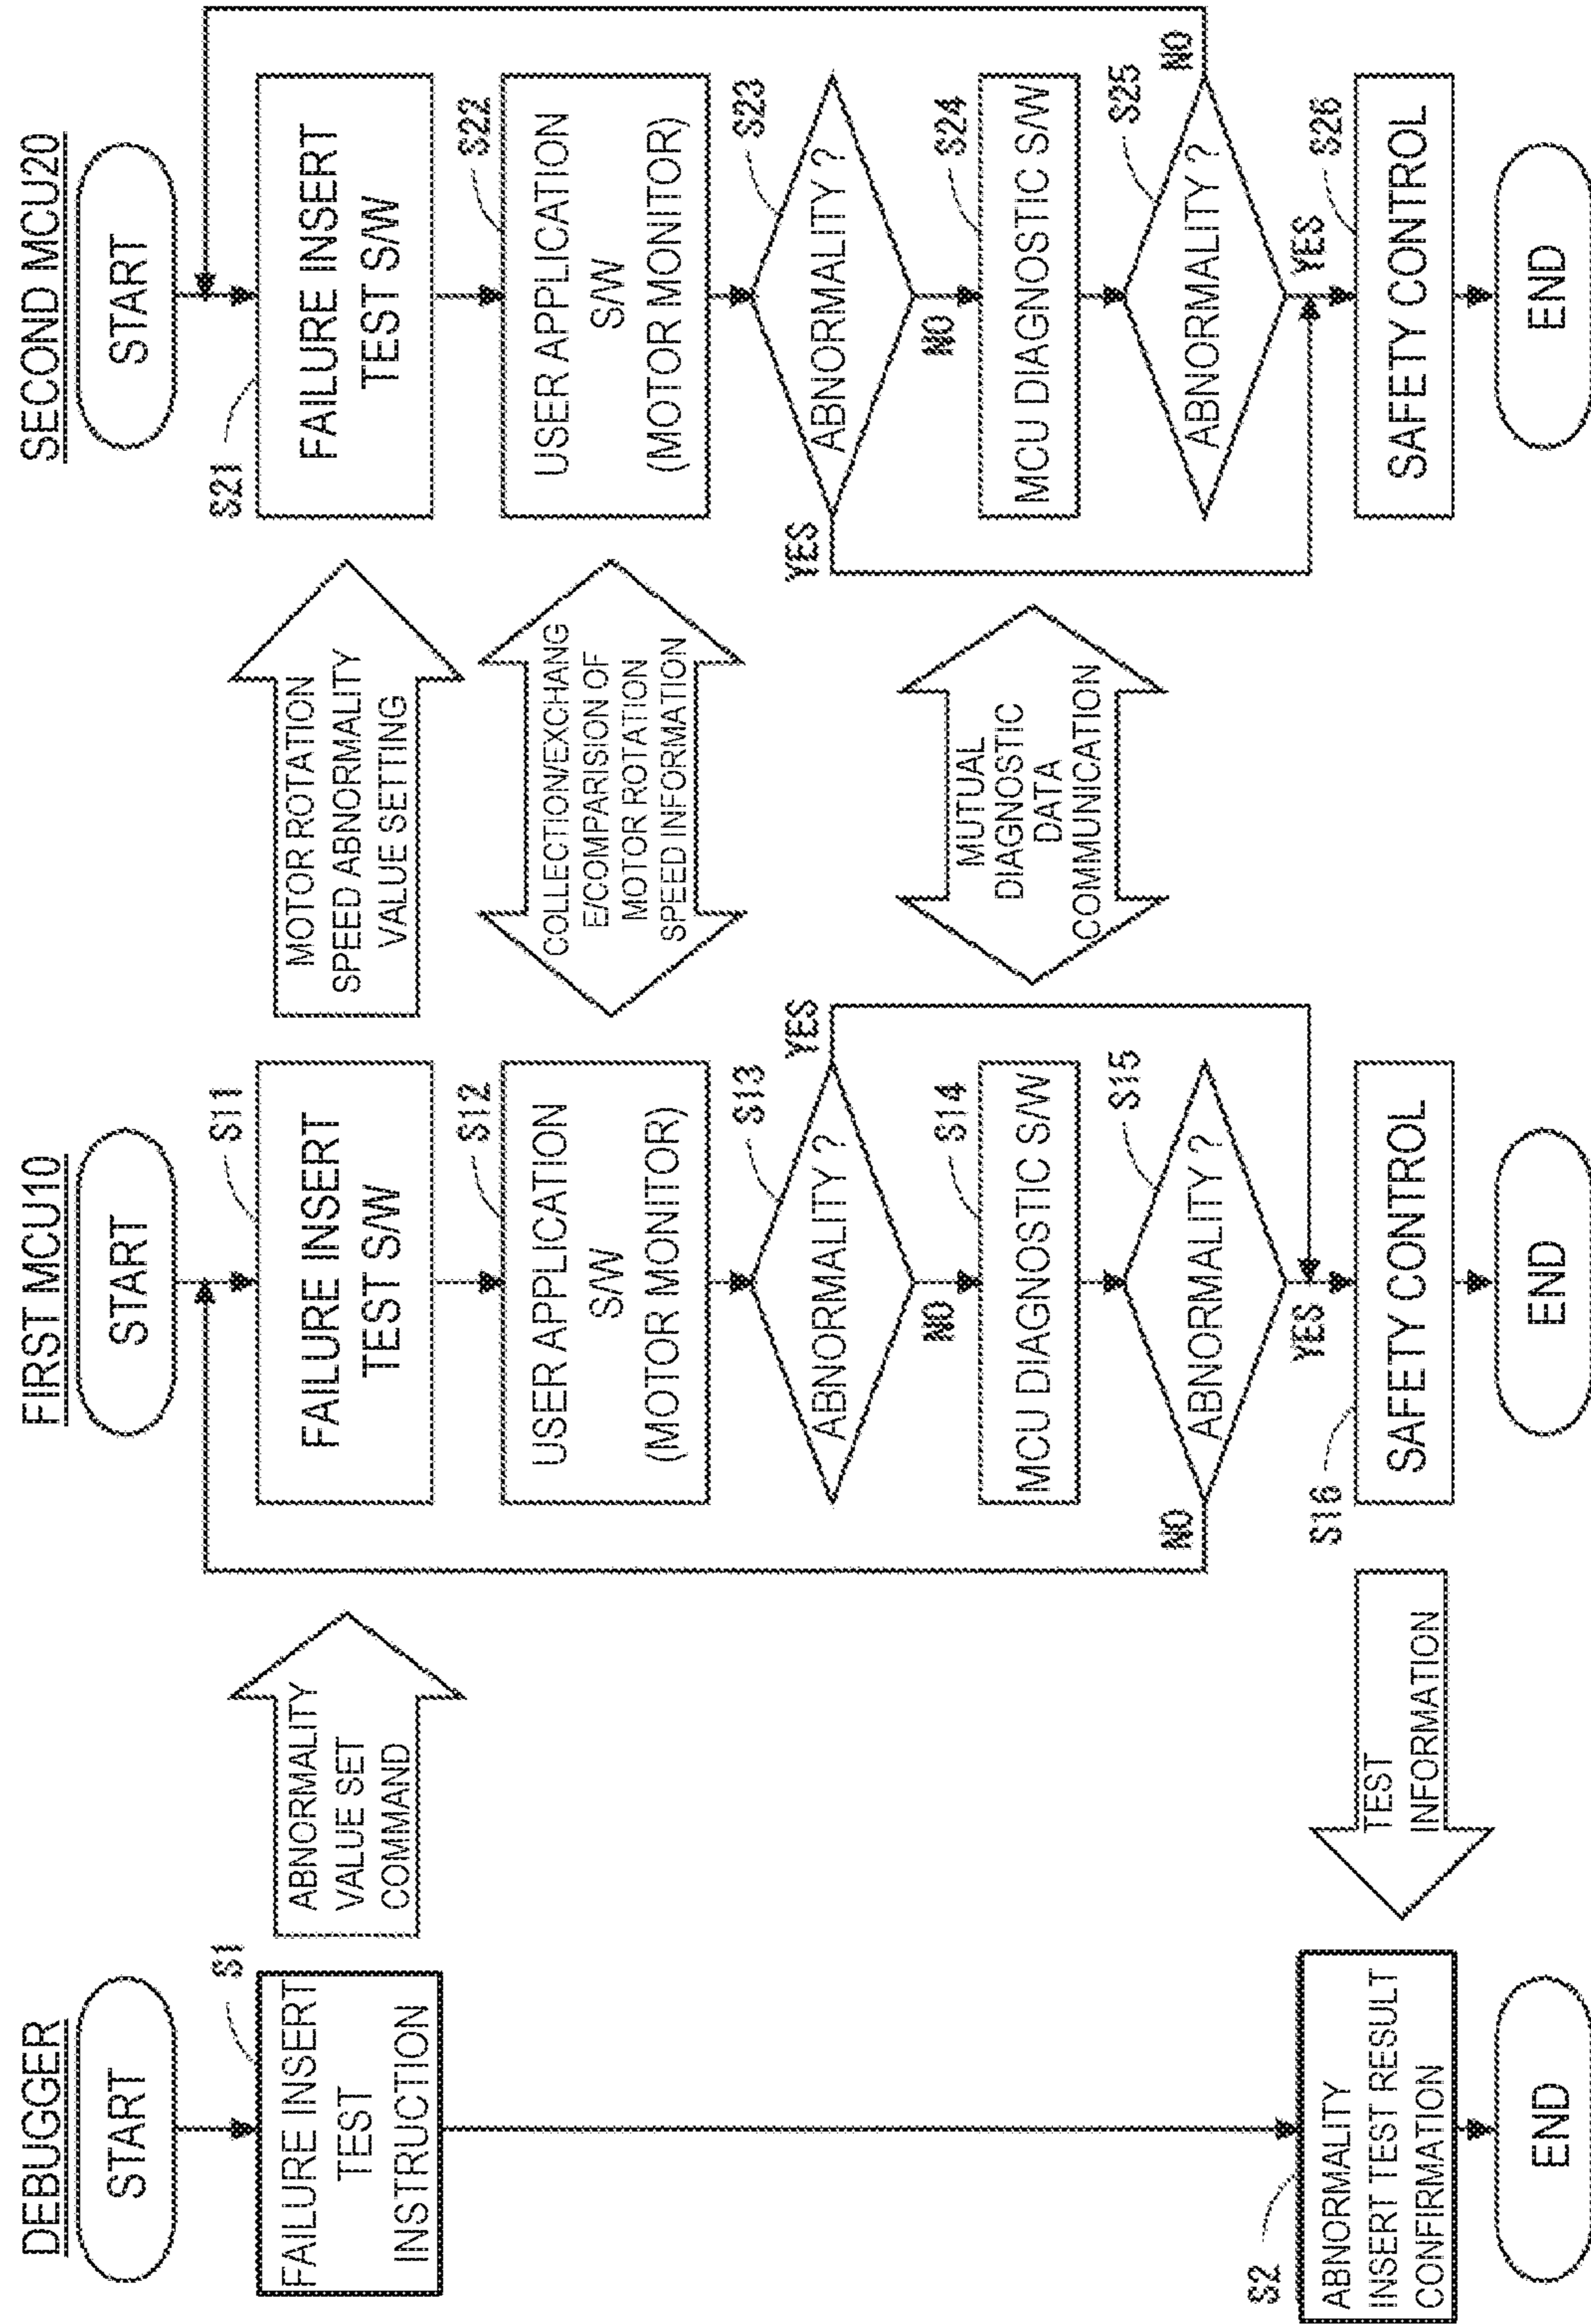 DEBUGGER
START
S1
FAILURE INSERT
TEST
INSTRUCTION
ABNORMALITY
VALUE SET
COMMAND
S2
ABNORMALITY
INSERT TEST RESULT
CONFIRMATION
END
TEST
INFORMATION
FIRST MCU10
START
S11
FAILURE INSERT
TEST S/W
S12
USER APPLICATION
S/W
(MOTOR MONITOR)
S13
ABNORMALITY ?
YES
NO
S14
MCU DIAGNOSTIC S/W
S15
ABNORMALITY ?
NO
YES
S16
SAFETY CONTROL
END
MOTOR ROTATION
SPEED ABNORMALITY
VALUE SETTING
COLLECTION/EXCHANG
E/COMPARISION OF
MOTOR ROTATION
SPEED INFORMATION
MUTUAL
DIAGNOSTIC
DATA
COMMUNICATION
SECOND MCU20
START
S21
FAILURE INSERT
TEST S/W
S22
USER APPLICATION
S/W
(MOTOR MONITOR)
S23
ABNORMALITY ?
YES
NO
S24
MCU DIAGNOSTIC S/W
S25
ABNORMALITY ?
NO
YES
S26
SAFETY CONTROL
END